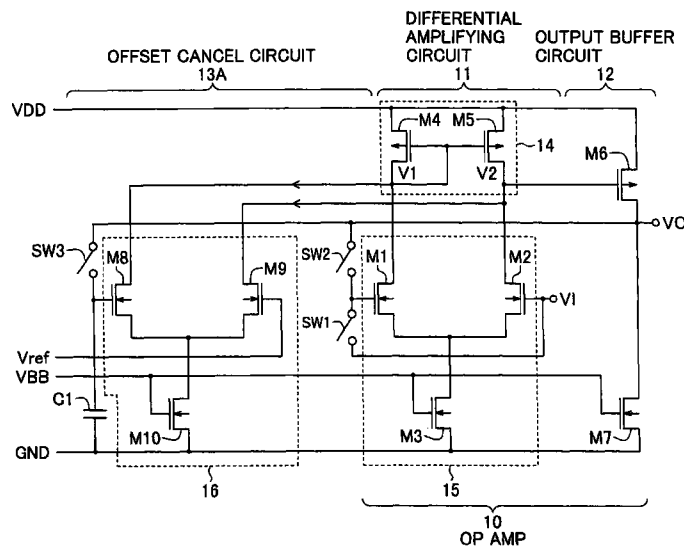 DIFFERENTIAL
AMPLIFYING
CIRCUIT
11
OFFSET CANCEL CIRCUIT
13A
OUTPUT BUFFER
CIRCUIT
12
VDD
M4
M5
14
M6
V1
V2
VO
SW3
M8
M9
SW2
M1
M2
SW1
VI
Vref
VBB
C1
M10
M3
M7
GND
16
15
10
OP AMP